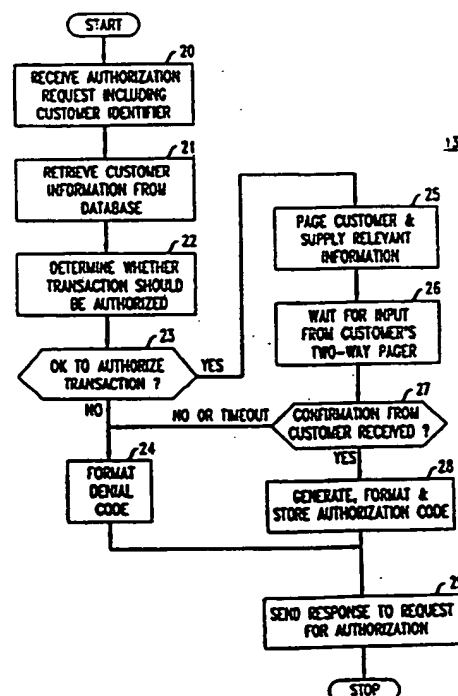 START
20
RECEIVE AUTHORIZATION
REQUEST INCLUDING
CUSTOMER IDENTIFIER
21
RETRIEVE CUSTOMER
INFORMATION FROM
DATABASE
22
DETERMINE WHETHER
TRANSACTION SHOULD
BE AUTHORIZED
23
OK TO AUTHORIZE
TRANSACTION ?
YES
NO
24
FORMAT
DENIAL
CODE
13
25
PAGE CUSTOMER &
SUPPLY RELEVANT
INFORMATION
26
WAIT FOR INPUT
FROM CUSTOMER'S
TWO-WAY PAGER
27
CONFIRMATION FROM
CUSTOMER RECEIVED ?
NO OR TIMEOUT
YES
28
GENERATE, FORMAT &
STORE AUTHORIZATION CODE
SEND RESPONSE TO REQUEST
FOR AUTHORIZATION
STOP